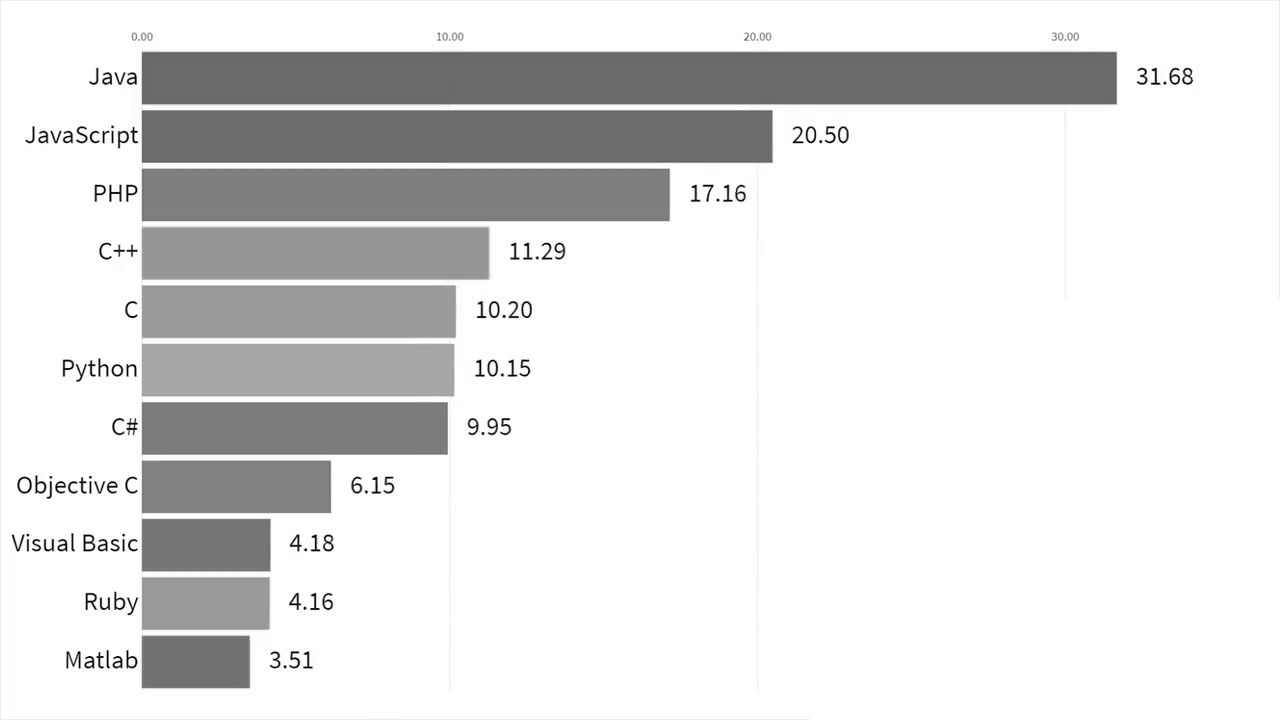 0.00 10.00 20.00 30.00
Java 31.68
JavaScript 20.50
PHP 17.16
C++ 11.29
C 10.20
Python 10.15
C# 9.95
Objective C 6.15
Visual Basic 4.18
Ruby 4.16
Matlab 3.51